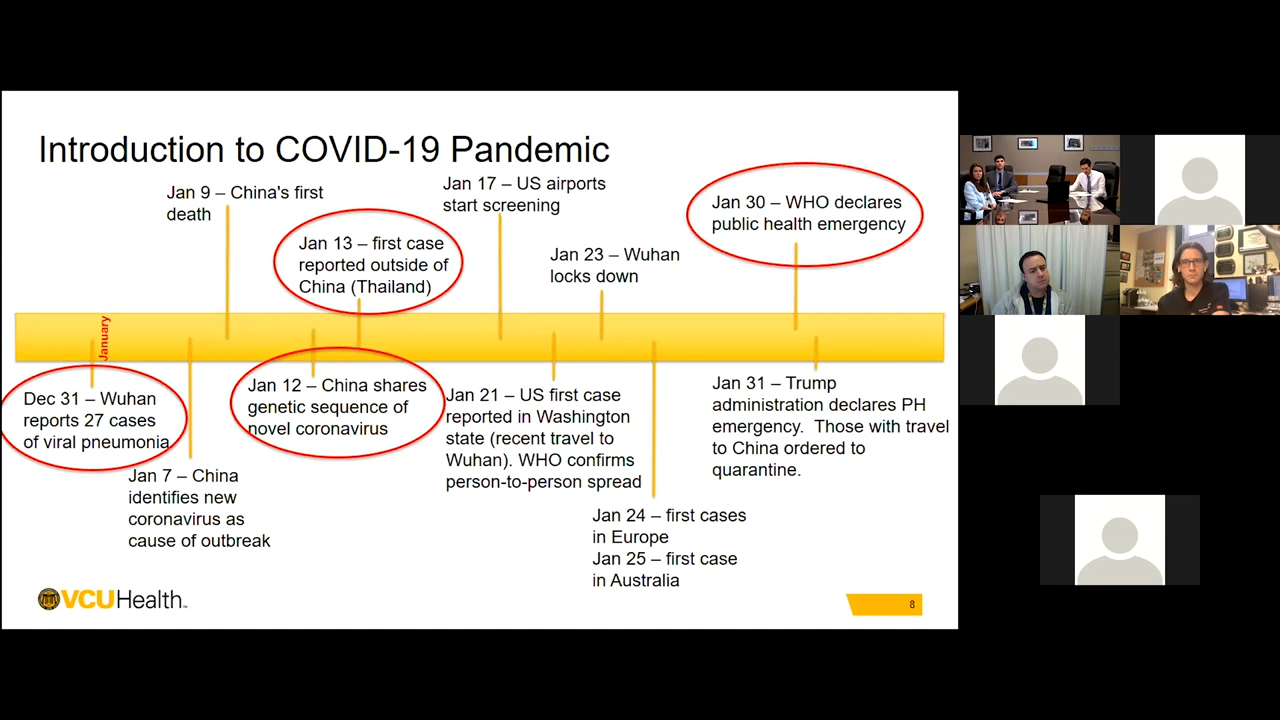 Introduction to COVID-19 Pandemic
Jan 9 – China's first
death
Jan 13 – first case
reported outside of
China (Thailand)
Jan 17 – US airports
start screening
Jan 23 – Wuhan
locks down
Jan 30 – WHO declares
public health emergency
January
Dec 31 – Wuhan
reports 27 cases
of viral pneumonia
Jan 7 – China
identifies new
coronavirus as
cause of outbreak
Jan 12 – China shares
genetic sequence of
novel coronavirus
Jan 21 – US first case
reported in Washington
state (recent travel to
Wuhan). WHO confirms
person-to-person spread
Jan 24 – first cases
in Europe
Jan 25 – first case
in Australia
Jan 31 – Trump
administration declares PH
emergency.  Those with travel
to China ordered to
quarantine.
VCUHealth™
8